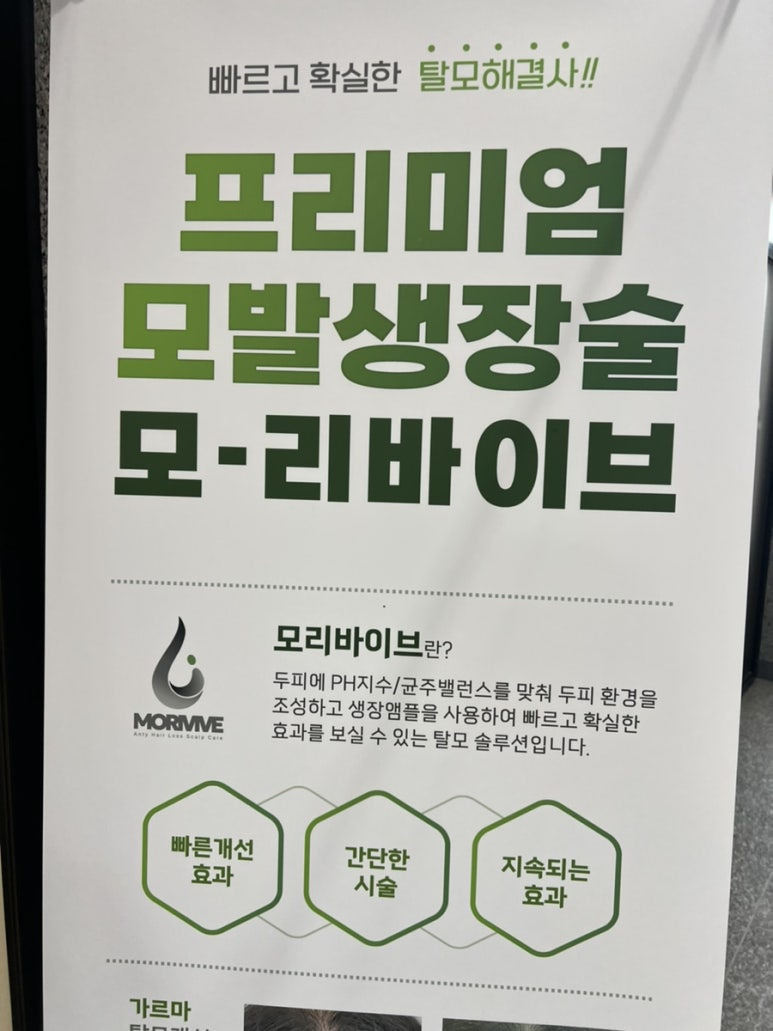 빠르고 확실한 탈모해결사!!
프리미엄
모발생장술
모·리바이브
모리바이브란?
두피에 PH지수/균주밸런스를 맞춰 두피 환경을
조성하고 생장앰플을 사용하여 빠르고 확실한
효과를 보실 수 있는 탈모 솔루션입니다.
MORIVIVE
Anty Hair Loss Scalp Care
빠른개선
효과
간단한
시술
지속되는
효과
가르마